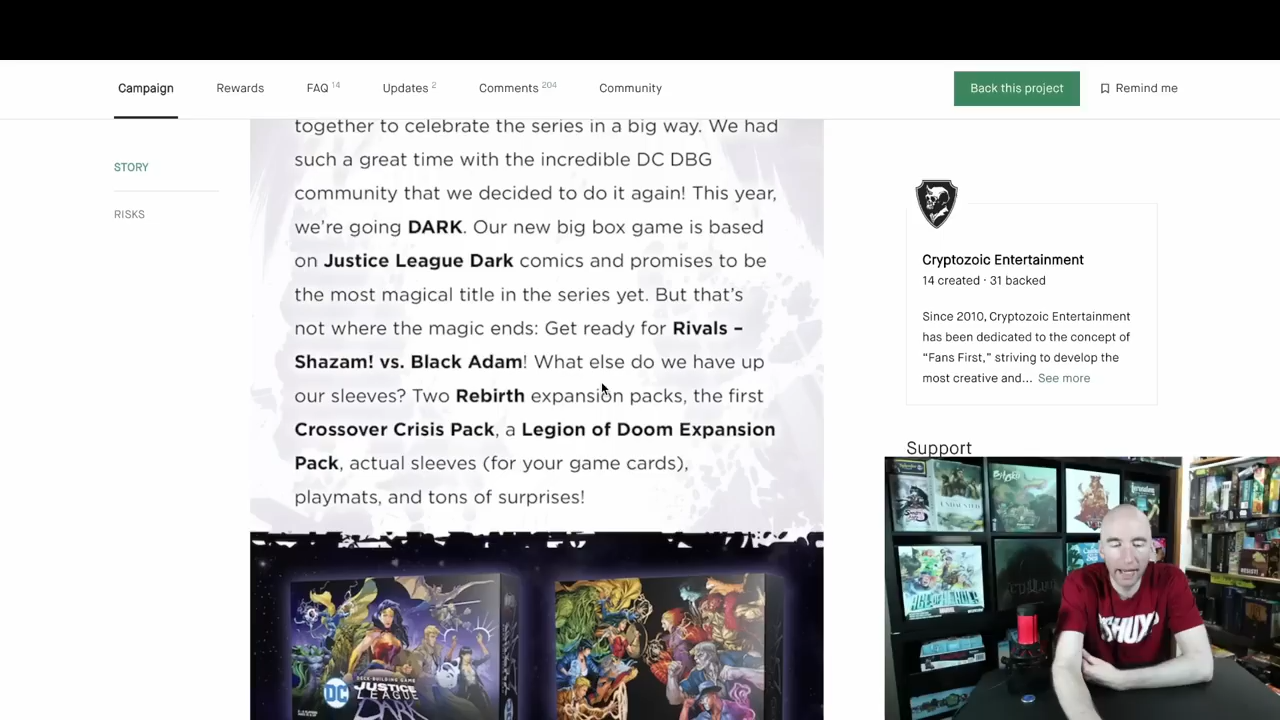 Campaign
Rewards
FAQ 14
Updates 2
Comments 204
Community
Back this project
Remind me
STORY
RISKS
together to celebrate the series in a big way. We had
such a great time with the incredible DC DBG
community that we decided to do it again! This year,
we're going DARK. Our new big box game is based
on Justice League Dark comics and promises to be
the most magical title in the series yet. But that's
not where the magic ends: Get ready for Rivals –
Shazam! vs. Black Adam! What else do we have up
our sleeves? Two Rebirth expansion packs, the first
Crossover Crisis Pack, a Legion of Doom Expansion
Pack, actual sleeves (for your game cards),
playmats, and tons of surprises!
DECK-BUILDING GAME
DC
JUSTICE
LEAGUE
DARK
Cryptozoic Entertainment
14 created · 31 backed
Since 2010, Cryptozoic Entertainment
has been dedicated to the concept of
“Fans First,” striving to develop the
most creative and... See more
Support